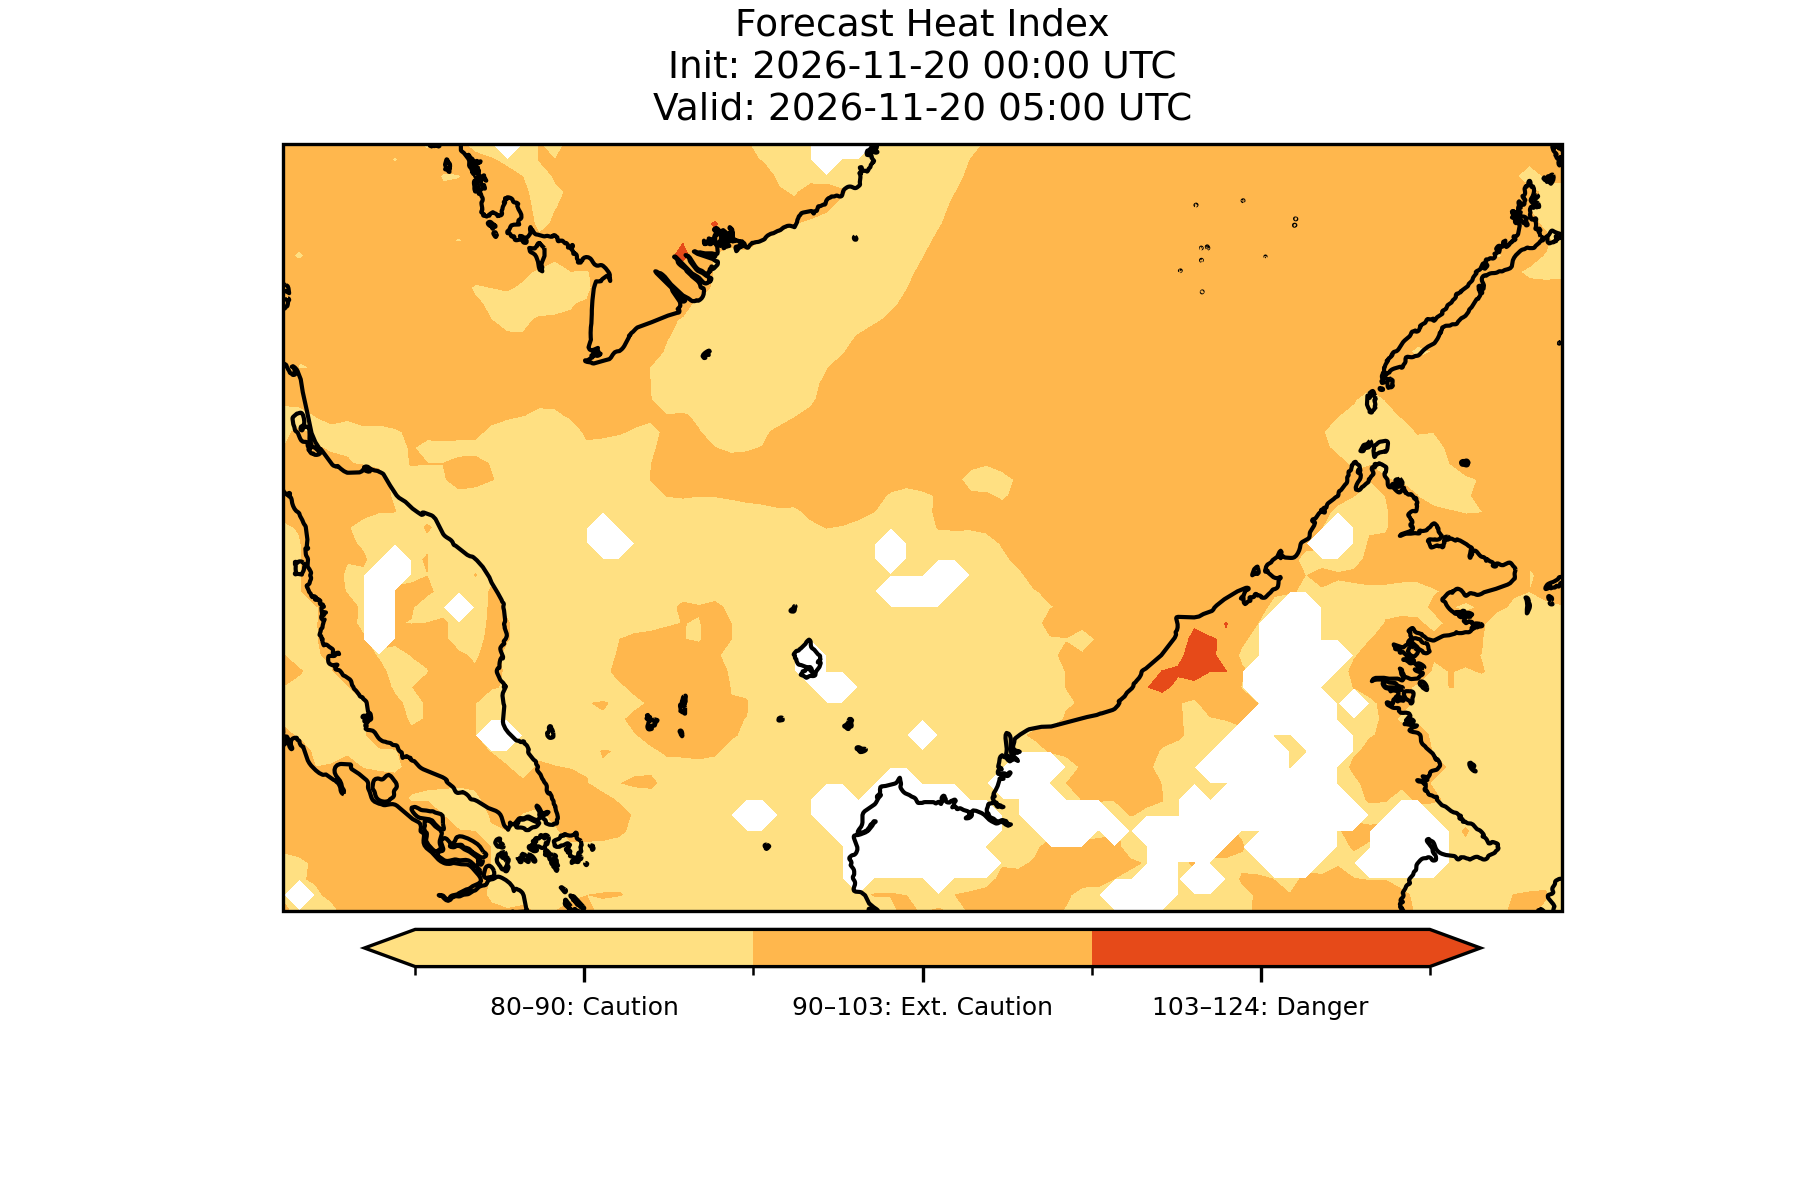 Forecast Heat Index
Init: 2026-11-20 00:00 UTC
Valid: 2026-11-20 05:00 UTC
80–90: Caution
90–103: Ext. Caution
103–124: Danger